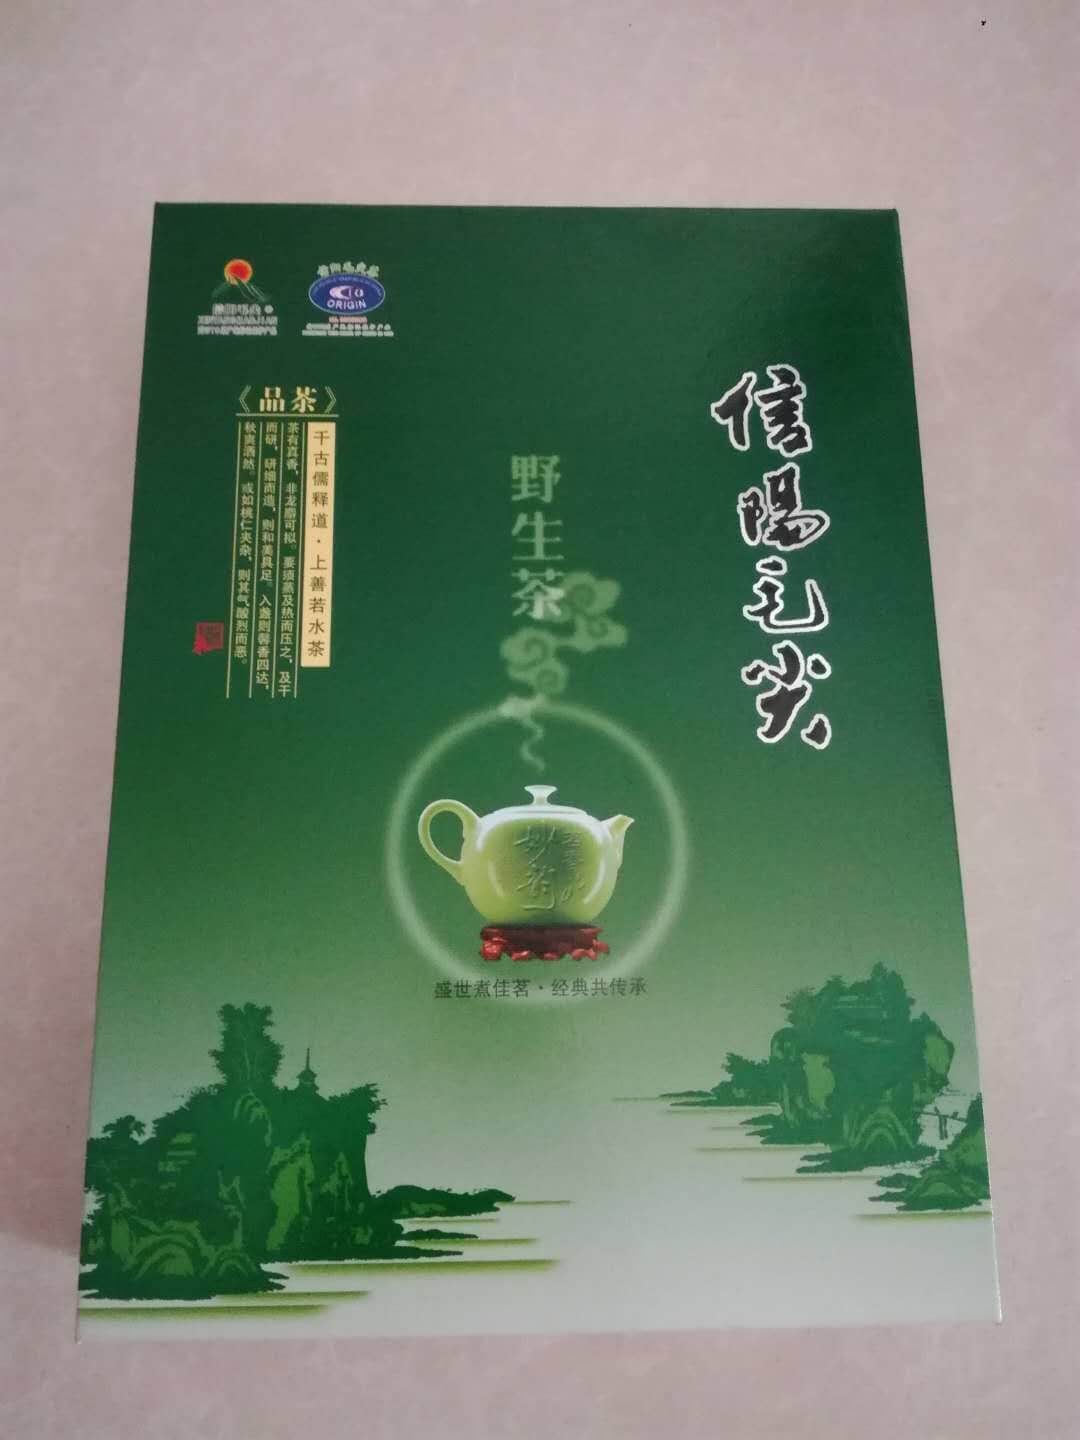 信陽毛尖
野生茶
《品茶》
千古儒释道·上善若水茶
茶有真香，非龙麝可拟。要须蒸及热而压之，及干
而研，研细而造，则和美具足。入盏则馨香四达，
秋爽洒然。或如桃仁夹杂，则其气酸烈而恶。
ORIGIN
盛世煮佳茗·经典共传承